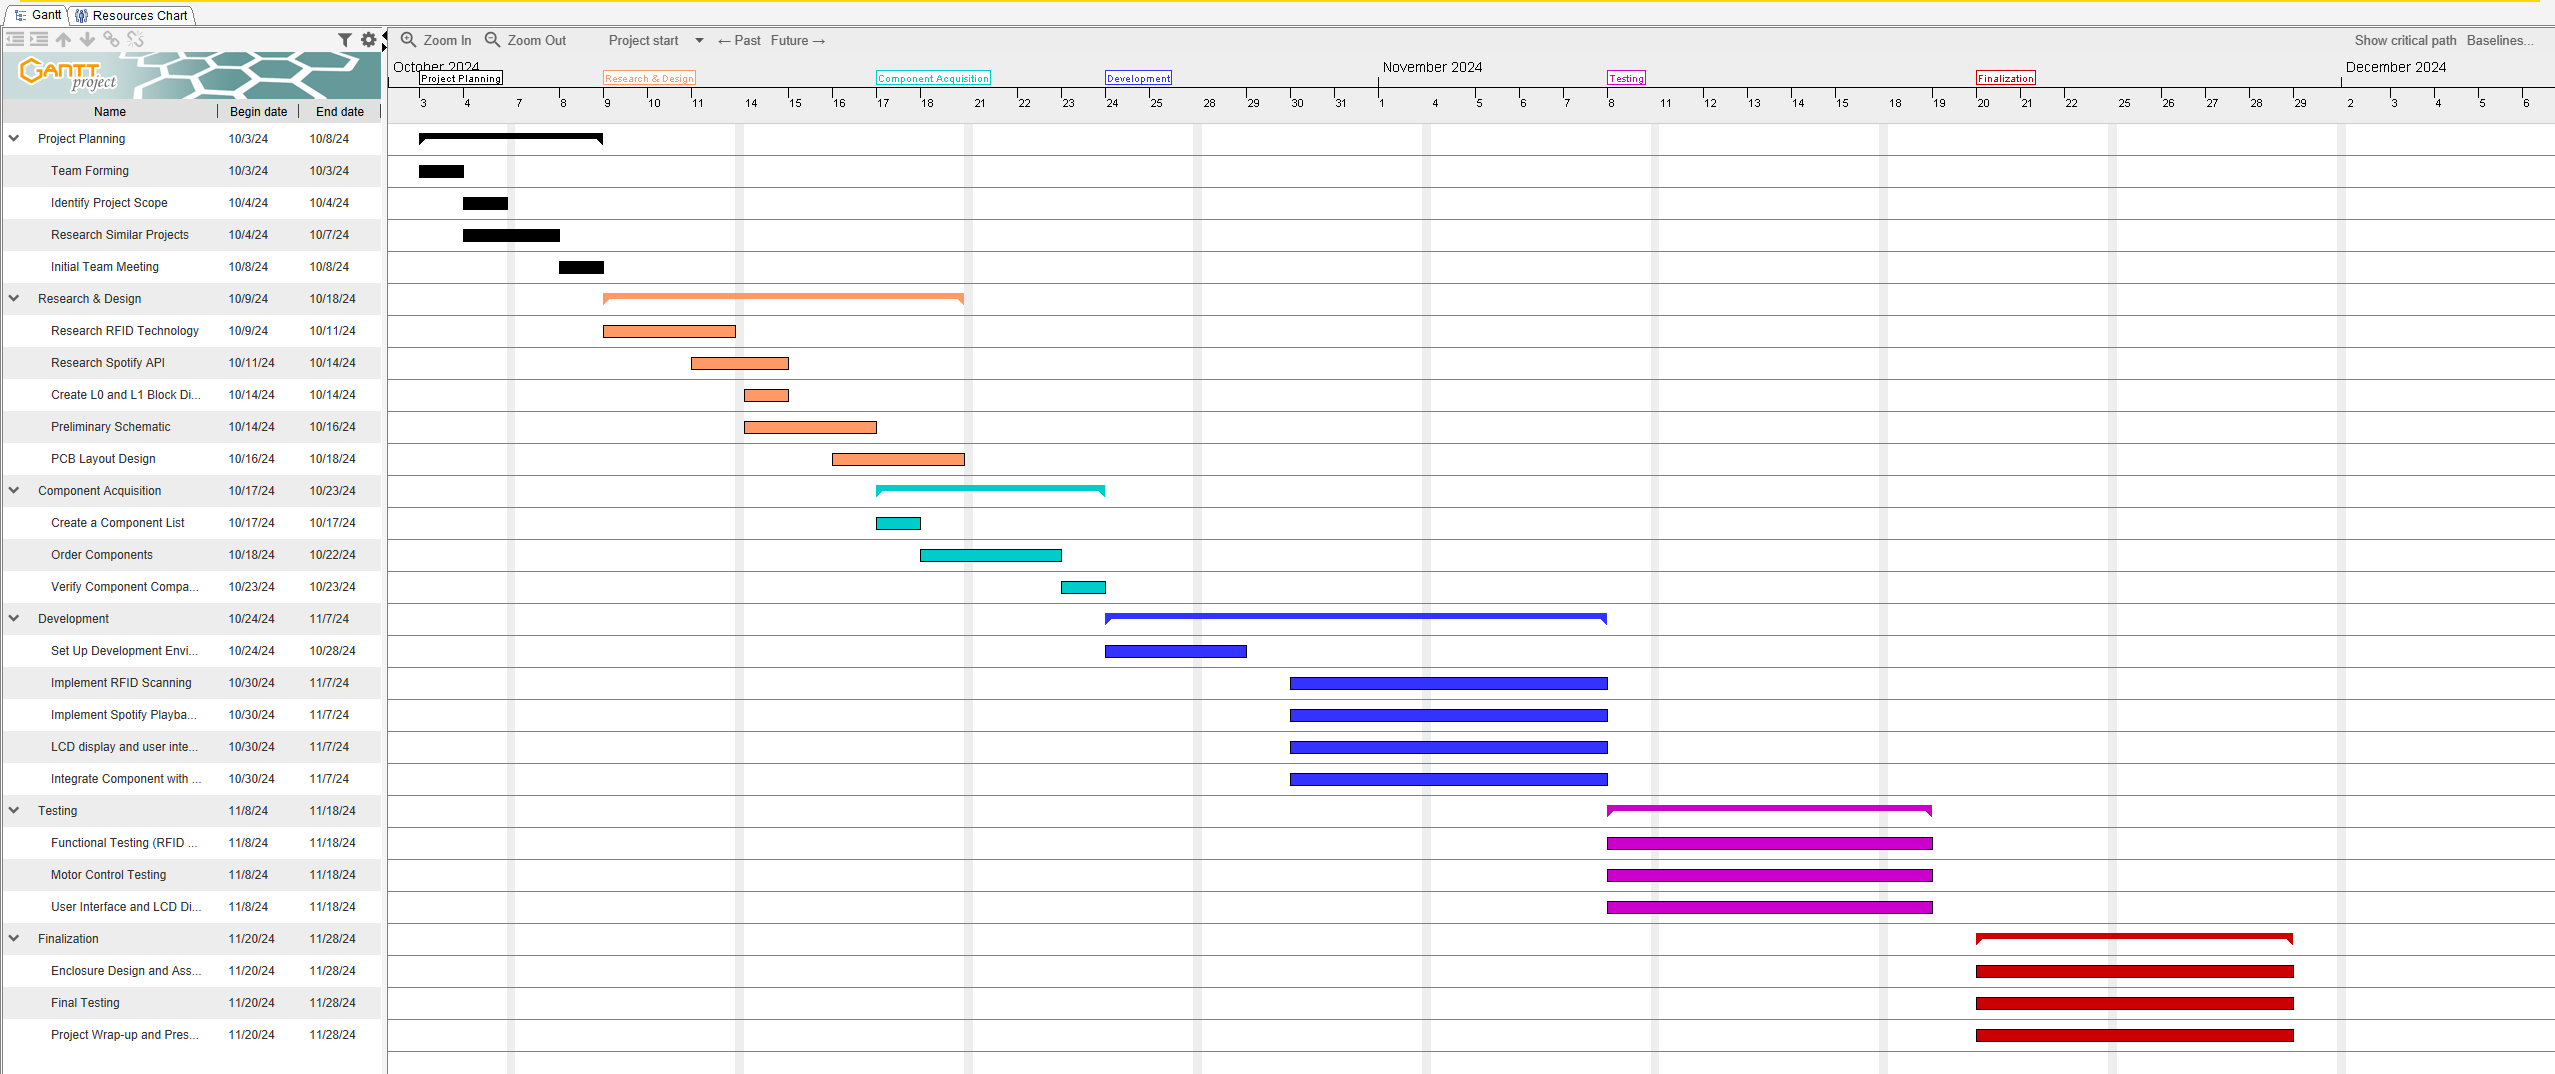 Gantt Resources Chart
Zoom In Zoom Out Project start ← Past Future → Show critical path Baselines...
GANTT project
October 2024 November 2024 December 2024
Project Planning Research & Design Component Acquisition Development Testing Finalization
3 4 7 8 9 10 11 14 15 16 17 18 21 22 23 24 25 28 29 30 31 1 4 5 6 7 8 11 12 13 14 15 18 19 20 21 22 25 26 27 28 29 2 3 4 5 6
Name Begin date End date
Project Planning 10/3/24 10/8/24
Team Forming 10/3/24 10/3/24
Identify Project Scope 10/4/24 10/4/24
Research Similar Projects 10/4/24 10/7/24
Initial Team Meeting 10/8/24 10/8/24
Research & Design 10/9/24 10/18/24
Research RFID Technology 10/9/24 10/11/24
Research Spotify API 10/11/24 10/14/24
Create L0 and L1 Block Di... 10/14/24 10/14/24
Preliminary Schematic 10/14/24 10/16/24
PCB Layout Design 10/16/24 10/18/24
Component Acquisition 10/17/24 10/23/24
Create a Component List 10/17/24 10/17/24
Order Components 10/18/24 10/22/24
Verify Component Compa... 10/23/24 10/23/24
Development 10/24/24 11/7/24
Set Up Development Envi... 10/24/24 10/28/24
Implement RFID Scanning 10/30/24 11/7/24
Implement Spotify Playba... 10/30/24 11/7/24
LCD display and user inte... 10/30/24 11/7/24
Integrate Component with ... 10/30/24 11/7/24
Testing 11/8/24 11/18/24
Functional Testing (RFID ... 11/8/24 11/18/24
Motor Control Testing 11/8/24 11/18/24
User Interface and LCD Di... 11/8/24 11/18/24
Finalization 11/20/24 11/28/24
Enclosure Design and Ass... 11/20/24 11/28/24
Final Testing 11/20/24 11/28/24
Project Wrap-up and Pres... 11/20/24 11/28/24